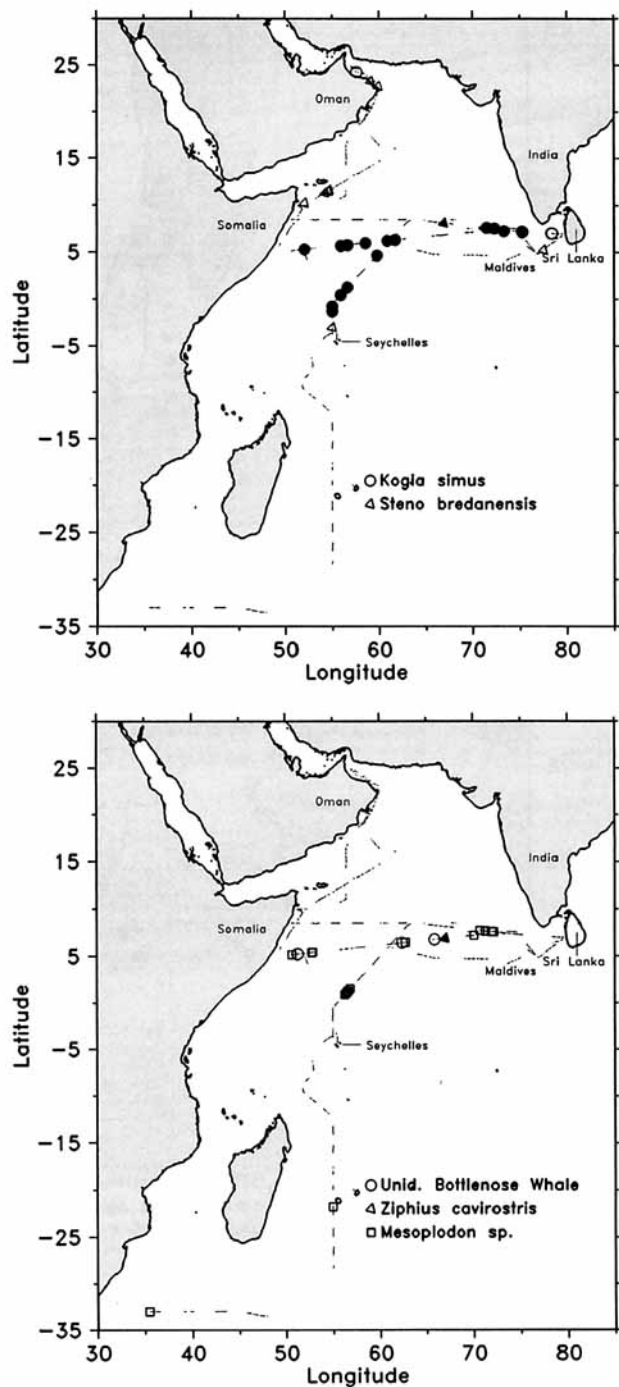 25
15
5
-5
-15
-25
-35
Latitude
Oman
India
Somalia
Maldives
Sri Lanka
Seychelles
Kogia simus
Steno bredanensis
30 40 50 60 70 80
Longitude
25
15
5
-5
-15
-25
-35
Latitude
Oman
India
Somalia
Maldives
Sri Lanka
Seychelles
Unid. Bottlenose Whale
Ziphius cavirostris
Mesoplodon sp.
30 40 50 60 70 80
Longitude